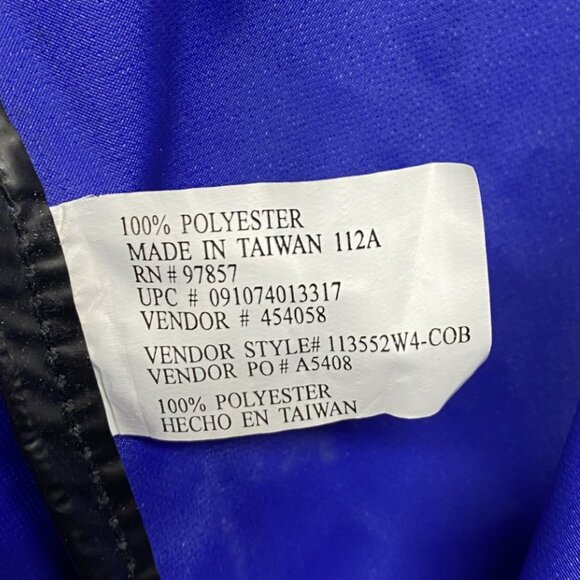 100% POLYESTER
MADE IN TAIWAN 112A
RN # 97857
UPC # 091074013317
VENDOR # 454058
VENDOR STYLE# 113552W4-COB
VENDOR PO # A5408
100% POLYESTER
HECHO EN TAIWAN